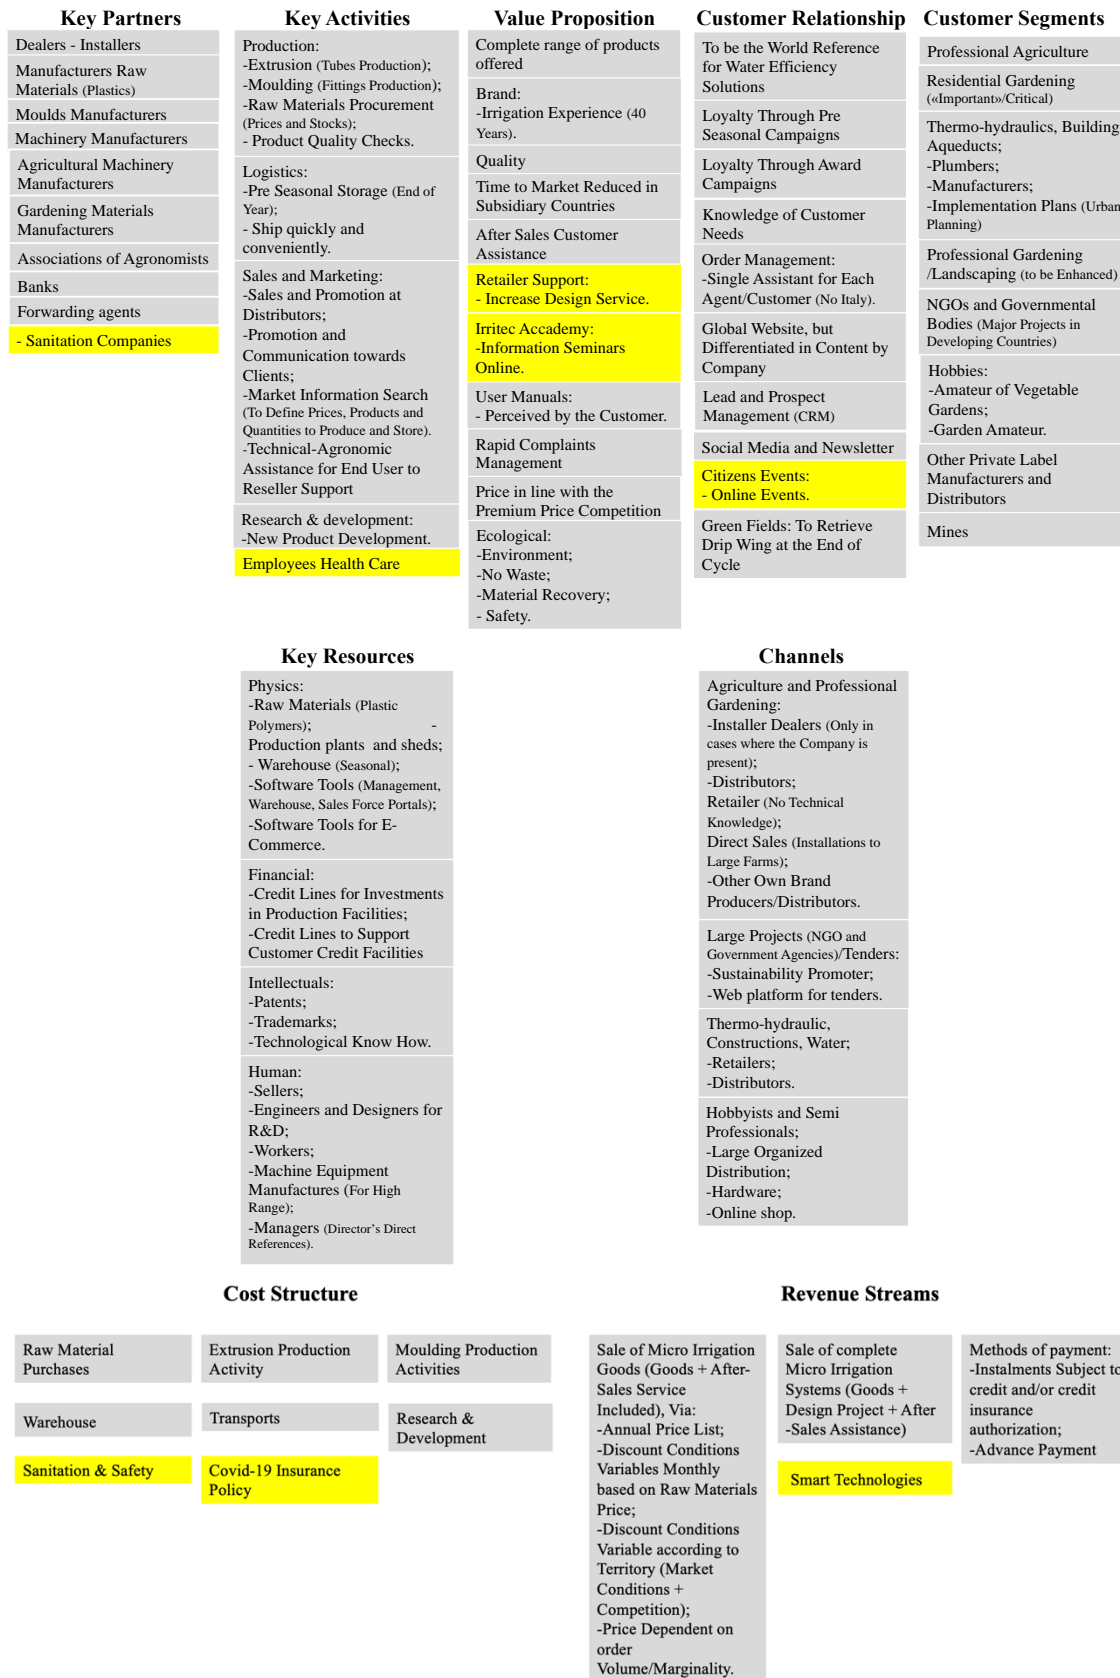 Key Partners
Dealers - Installers
Manufacturers Raw
Materials (Plastics)
Moulds Manufacturers
Machinery Manufacturers
Agricultural Machinery
Manufacturers
Gardening Materials
Manufacturers
Associations of Agronomists
Banks
Forwarding agents
- Sanitation Companies
Key Activities
Production:
-Extrusion (Tubes Production);
-Moulding (Fittings Production);
-Raw Materials Procurement
(Prices and Stocks);
- Product Quality Checks.
Logistics:
-Pre Seasonal Storage (End of
Year);
- Ship quickly and
conveniently.
Sales and Marketing:
-Sales and Promotion at
Distributors;
-Promotion and
Communication towards
Clients;
-Market Information Search
(To Define Prices, Products and
Quantities to Produce and Store).
-Technical-Agronomic
Assistance for End User to
Reseller Support
Research & development:
-New Product Development.
Employees Health Care
Value Proposition
Complete range of products
offered
Brand:
-Irrigation Experience (40
Years).
Quality
Time to Market Reduced in
Subsidiary Countries
After Sales Customer
Assistance
Retailer Support:
- Increase Design Service.
Irritec Accademy:
-Information Seminars
Online.
User Manuals:
- Perceived by the Customer.
Rapid Complaints
Management
Price in line with the
Premium Price Competition
Ecological:
-Environment;
-No Waste;
-Material Recovery;
- Safety.
Customer Relationship
To be the World Reference
for Water Efficiency
Solutions
Loyalty Through Pre
Seasonal Campaigns
Loyalty Through Award
Campaigns
Knowledge of Customer
Needs
Order Management:
-Single Assistant for Each
Agent/Customer (No Italy).
Global Website, but
Differentiated in Content by
Company
Lead and Prospect
Management (CRM)
Social Media and Newsletter
Citizens Events:
- Online Events.
Green Fields: To Retrieve
Drip Wing at the End of
Cycle
Customer Segments
Professional Agriculture
Residential Gardening
(«Important»/Critical)
Thermo-hydraulics, Building
Aqueducts;
-Plumbers;
-Manufacturers;
-Implementation Plans (Urban
Planning)
Professional Gardening
/Landscaping (to be Enhanced)
NGOs and Governmental
Bodies (Major Projects in
Developing Countries)
Hobbies:
-Amateur of Vegetable
Gardens;
-Garden Amateur.
Other Private Label
Manufacturers and
Distributors
Mines
Key Resources
Physics:
-Raw Materials (Plastic
Polymers); -
Production plants and sheds;
- Warehouse (Seasonal);
-Software Tools (Management,
Warehouse, Sales Force Portals);
-Software Tools for E-
Commerce.
Financial:
-Credit Lines for Investments
in Production Facilities;
-Credit Lines to Support
Customer Credit Facilities
Intellectuals:
-Patents;
-Trademarks;
-Technological Know How.
Human:
-Sellers;
-Engineers and Designers for
R&D;
-Workers;
-Machine Equipment
Manufactures (For High
Range);
-Managers (Director's Direct
References).
Channels
Agriculture and Professional
Gardening:
-Installer Dealers (Only in
cases where the Company is
present);
-Distributors;
Retailer (No Technical
Knowledge);
Direct Sales (Installations to
Large Farms);
-Other Own Brand
Producers/Distributors.
Large Projects (NGO and
Government Agencies)/Tenders:
-Sustainability Promoter;
-Web platform for tenders.
Thermo-hydraulic,
Constructions, Water;
-Retailers;
-Distributors.
Hobbyists and Semi
Professionals;
-Large Organized
Distribution;
-Hardware;
-Online shop.
Cost Structure
Raw Material
Purchases
Extrusion Production
Activity
Moulding Production
Activities
Warehouse
Transports
Research &
Development
Sanitation & Safety
Covid-19 Insurance
Policy
Revenue Streams
Sale of Micro Irrigation
Goods (Goods + After-
Sales Service
Included), Via:
-Annual Price List;
-Discount Conditions
Variables Monthly
based on Raw Materials
Price;
-Discount Conditions
Variable according to
Territory (Market
Conditions +
Competition);
-Price Dependent on
order
Volume/Marginality.
Sale of complete
Micro Irrigation
Systems (Goods +
Design Project + After
-Sales Assistance)
Smart Technologies
Methods of payment:
-Instalments Subject to
credit and/or credit
insurance
authorization;
-Advance Payment